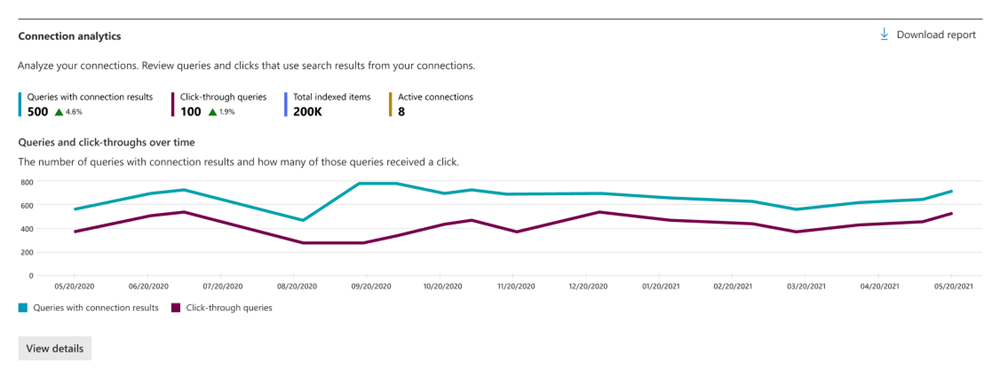 Connection analytics
Download report
Analyze your connections. Review queries and clicks that use search results from your connections.
Queries with connection results
500 ▲ 4.6%
Click-through queries
100 ▲ 1.9%
Total indexed items
200K
Active connections
8
Queries and click-throughs over time
The number of queries with connection results and how many of those queries received a click.
800
600
400
200
0
05/20/2020 06/20/2020 07/20/2020 08/20/2020 09/20/2020 10/20/2020 11/20/2020 12/20/2020 01/20/2021 02/20/2021 03/20/2021 04/20/2021 05/20/2021
Queries with connection results Click-through queries
View details